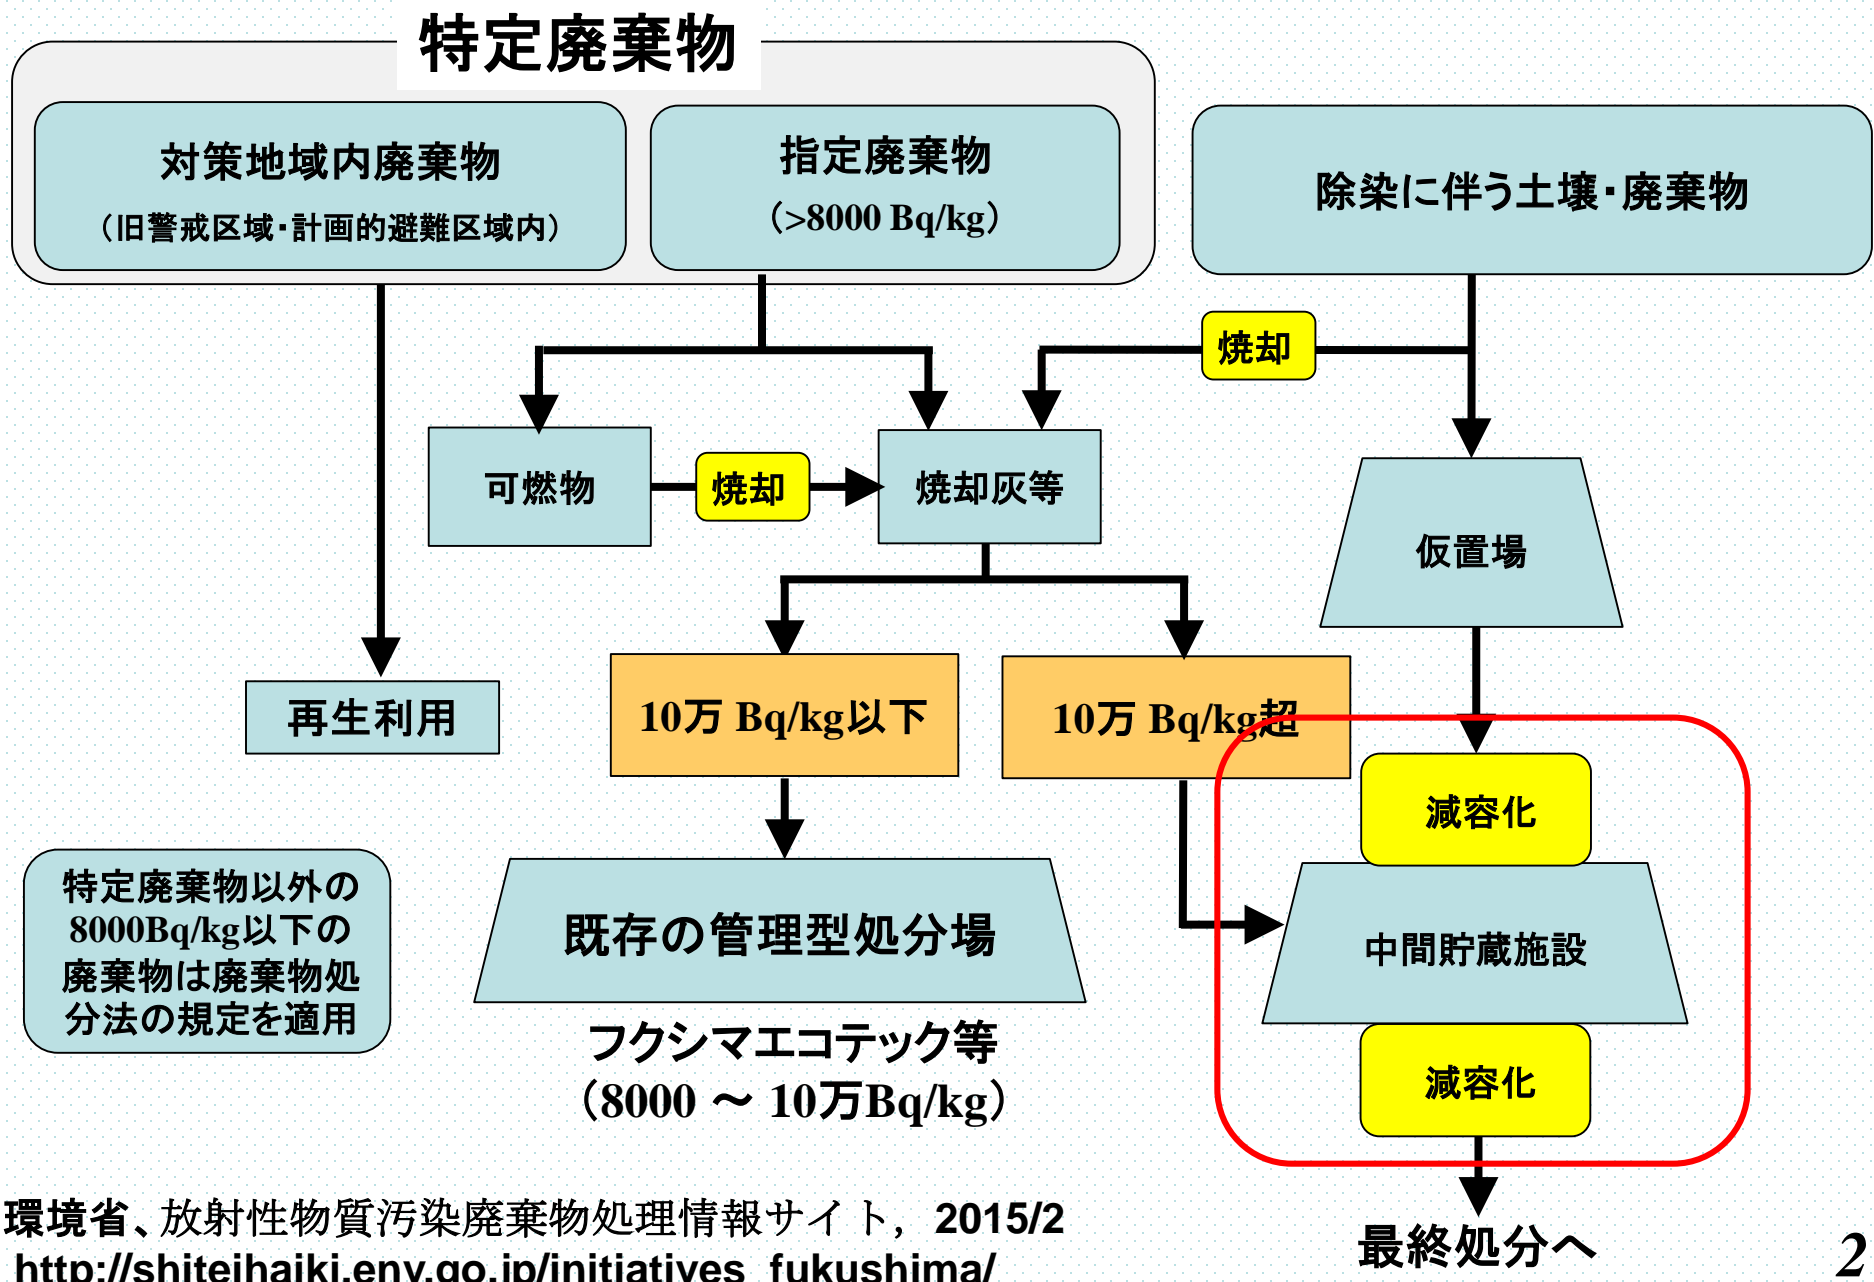 特定廃棄物
対策地域内廃棄物
（旧警戒区域・計画的避難区域内）
指定廃棄物
（>8000 Bq/kg）
除染に伴う土壌・廃棄物
焼却
可燃物
焼却
焼却灰等
仮置場
再生利用
10万 Bq/kg以下
10万 Bq/kg超
減容化
特定廃棄物以外の
8000Bq/kg以下の
廃棄物は廃棄物処
分法の規定を適用
既存の管理型処分場
中間貯蔵施設
フクシマエコテック等
（8000 ～ 10万Bq/kg）
減容化
環境省、放射性物質汚染廃棄物処理情報サイト, 2015/2
http://shiteihaiki.env.go.jp/initiatives_fukushima/
最終処分へ
2